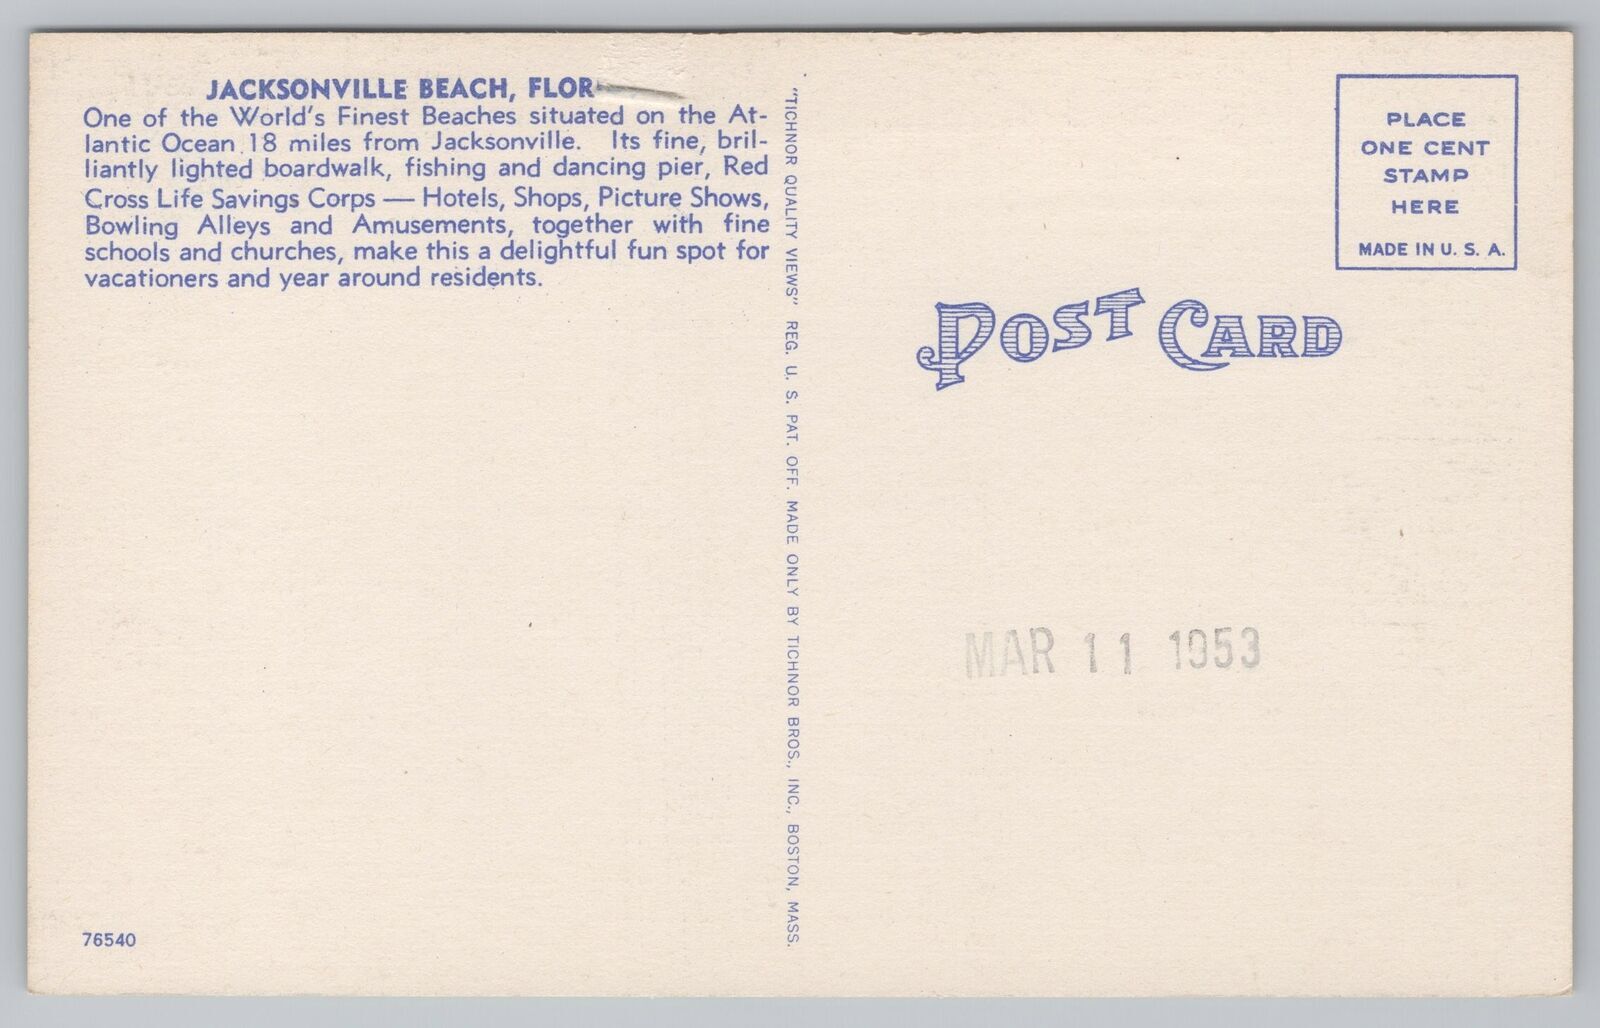 JACKSONVILLE BEACH, FLOR
One of the World's Finest Beaches situated on the At-
lantic Ocean 18 miles from Jacksonville. Its fine, bril-
liantly lighted boardwalk, fishing and dancing pier, Red
Cross Life Savings Corps — Hotels, Shops, Picture Shows,
Bowling Alleys and Amusements, together with fine
schools and churches, make this a delightful fun spot for
vacationers and year around residents.
76540
"TICHNOR QUALITY VIEWS" REG. U. S. PAT. OFF. MADE ONLY BY TICHNOR BROS., INC., BOSTON, MASS.
PLACE
ONE CENT
STAMP
HERE
MADE IN U. S. A.
POST CARD
MAR 11 1953